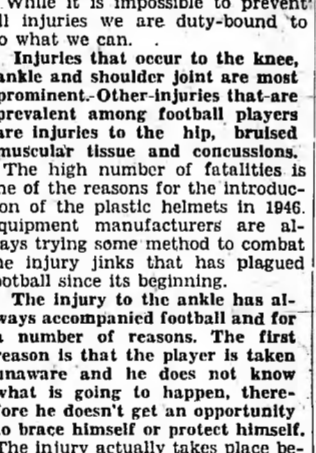 While it is impossible to prevent
ll injuries we are duty-bound to
o what we can. .
Injuries that occur to the knee,
ankle and shoulder joint are most
prominent.-Other-injuries that-are
prevalent among football players
are injuries to the hip, bruised
muscular tissue and concussions.
The high number of fatalities is
ne of the reasons for the introduc-
on of the plastic helmets in 1946.
quipment manufacturers are al-
ays trying some method to combat
he injury jinks that has plagued
ootball since its beginning.
The injury to the ankle has al-
ways accompanied football and for
a number of reasons. The first
reason is that the player is taken
unaware and he does not know
what is going to happen, there-
fore he doesn't get an opportunity
to brace himself or protect himself.
The injury actually takes place be-